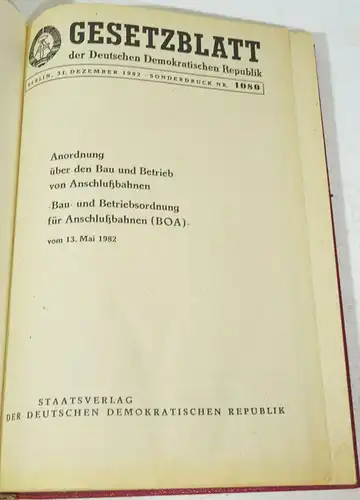 GESETZBLATT
der Deutschen Demokratischen Republik
BERLIN, 31. DEZEMBER 1982 · SONDERDRUCK NR. 1080
Anordnung
über den Bau und Betrieb
von Anschlußbahnen
-Bau- und Betriebsordnung
für Anschlußbahnen (BOA)-
vom 13. Mai 1982
STAATSVERLAG
DER DEUTSCHEN DEMOKRATISCHEN REPUBLIK